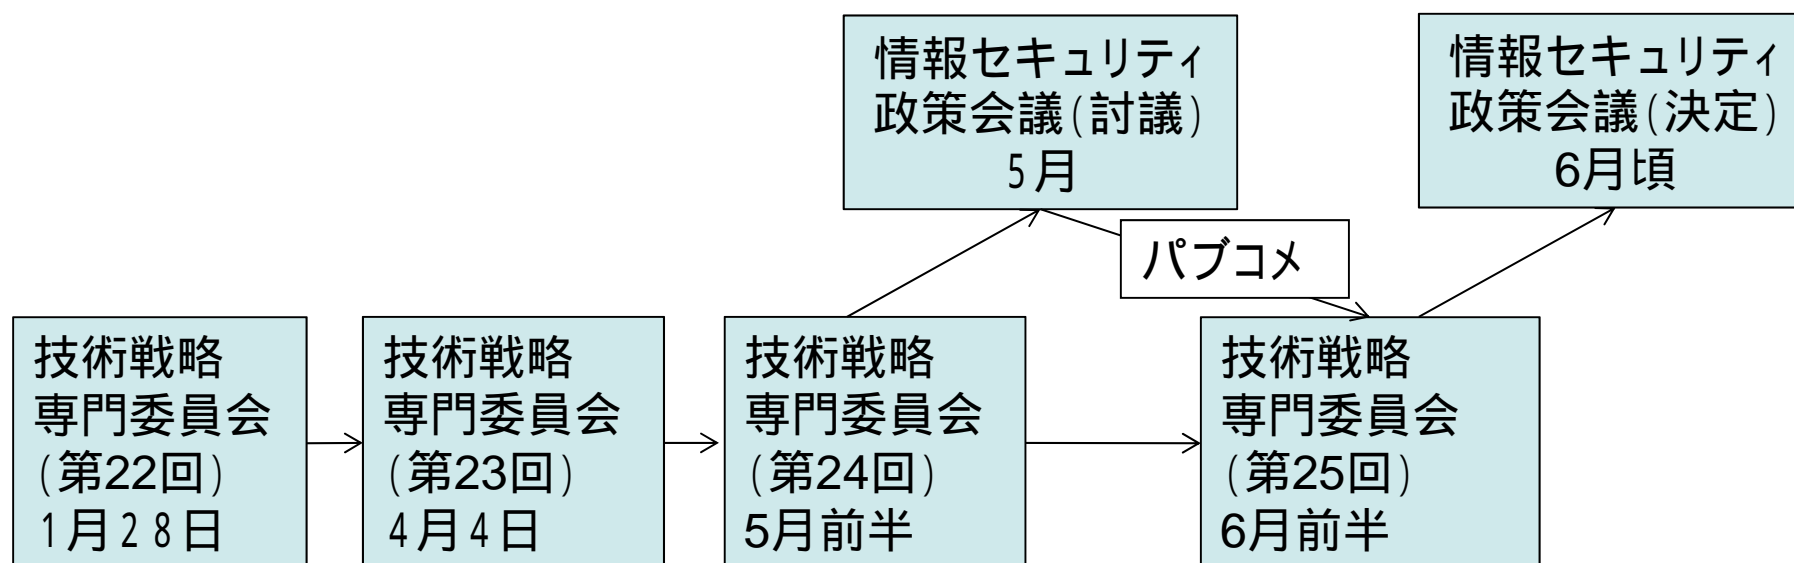 情報セキュリティ
政策会議(討議)
5月
情報セキュリティ
政策会議(決定)
6月頃
パブコメ
技術戦略
専門委員会
(第22回)
1月28日
技術戦略
専門委員会
(第23回)
4月4日
技術戦略
専門委員会
(第24回)
5月前半
技術戦略
専門委員会
(第25回)
6月前半